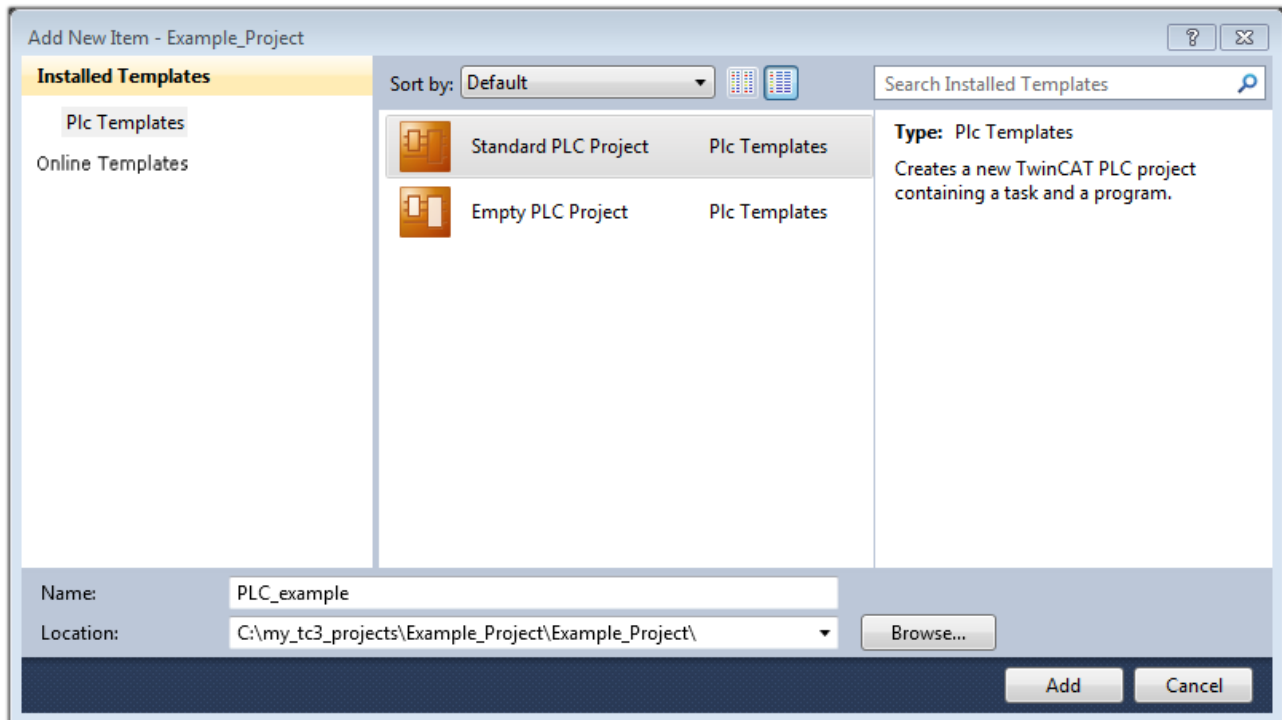 Add New Item - Example_Project
Installed Templates
Plc Templates
Online Templates
Sort by: Default
Standard PLC Project Plc Templates
Empty PLC Project Plc Templates
Search Installed Templates
Type: Plc Templates
Creates a new TwinCAT PLC project
containing a task and a program.
Name: PLC_example
Location: C:\my_tc3_projects\Example_Project\Example_Project\
Browse...
Add Cancel